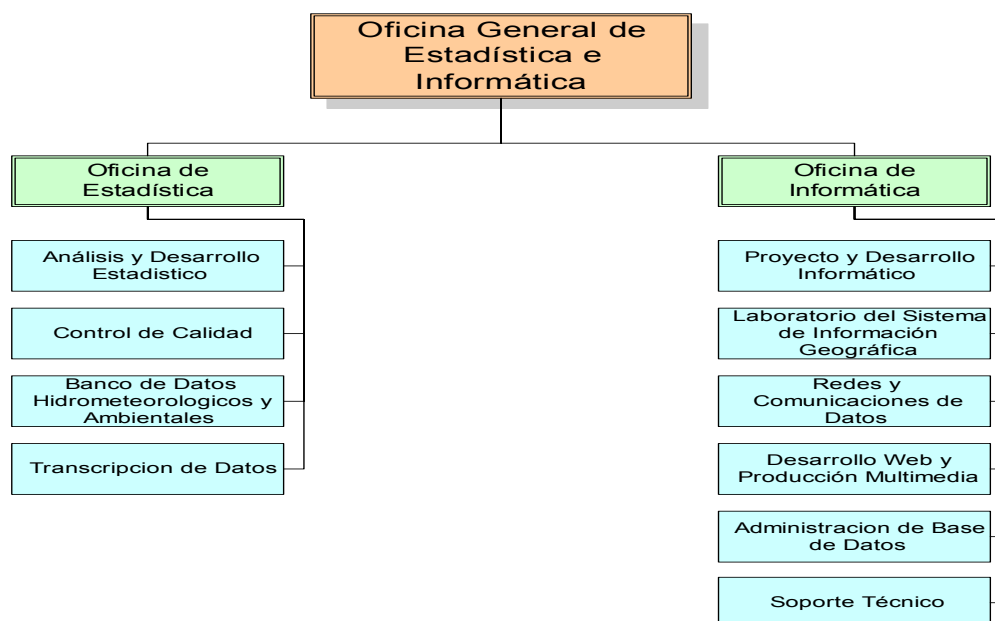 Oficina General de
Estadística e
Informática
Oficina de
Estadística
Oficina de
Informática
Análisis y Desarrollo
Estadistico
Control de Calidad
Banco de Datos
Hidrometeorologicos y
Ambientales
Transcripcion de Datos
Proyecto y Desarrollo
Informático
Laboratorio del Sistema
de Información
Geográfica
Redes y
Comunicaciones de
Datos
Desarrollo Web y
Producción Multimedia
Administracion de Base
de Datos
Soporte Técnico